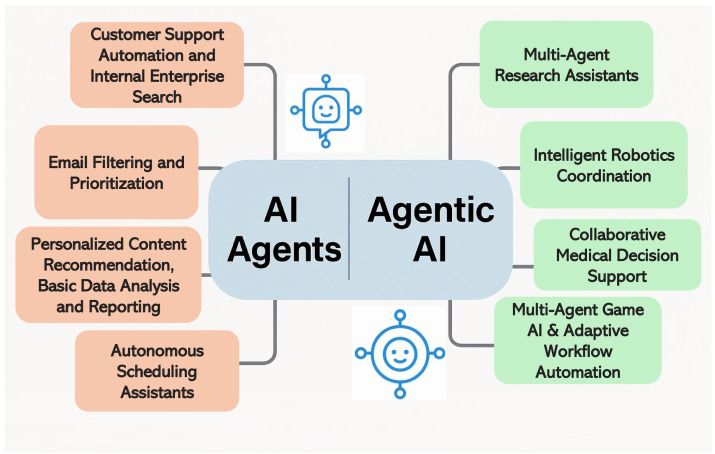 Customer Support
Automation and
Internal Enterprise
Search
Email Filtering and
Prioritization
Personalized Content
Recommendation,
Basic Data Analysis
and Reporting
Autonomous
Scheduling
Assistants
AI
Agents
Agentic
AI
Multi-Agent
Research Assistants
Intelligent Robotics
Coordination
Collaborative
Medical Decision
Support
Multi-Agent Game
AI & Adaptive
Workflow
Automation